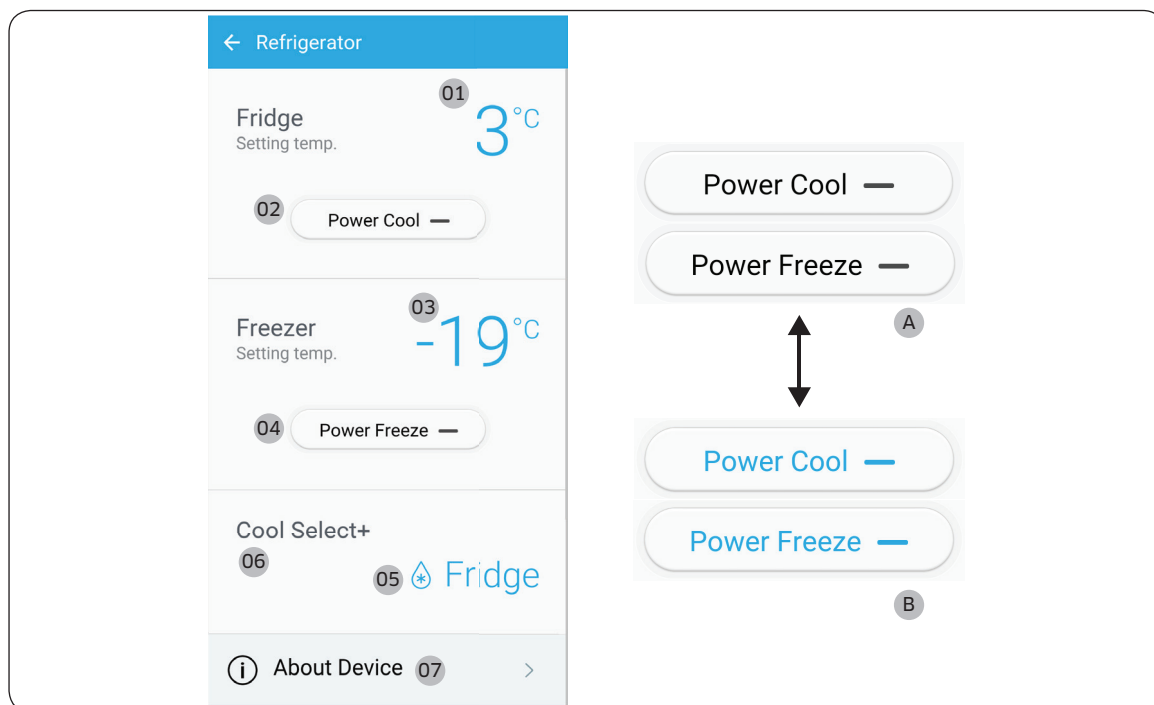 ← Refrigerator
01
Fridge
3°C
Setting temp.
02
Power Cool
03
Freezer
-19°C
Setting temp.
04
Power Freeze
Cool Select+
06
05
Fridge
i About Device 07 >
Power Cool
Power Freeze
A
Power Cool
Power Freeze
B